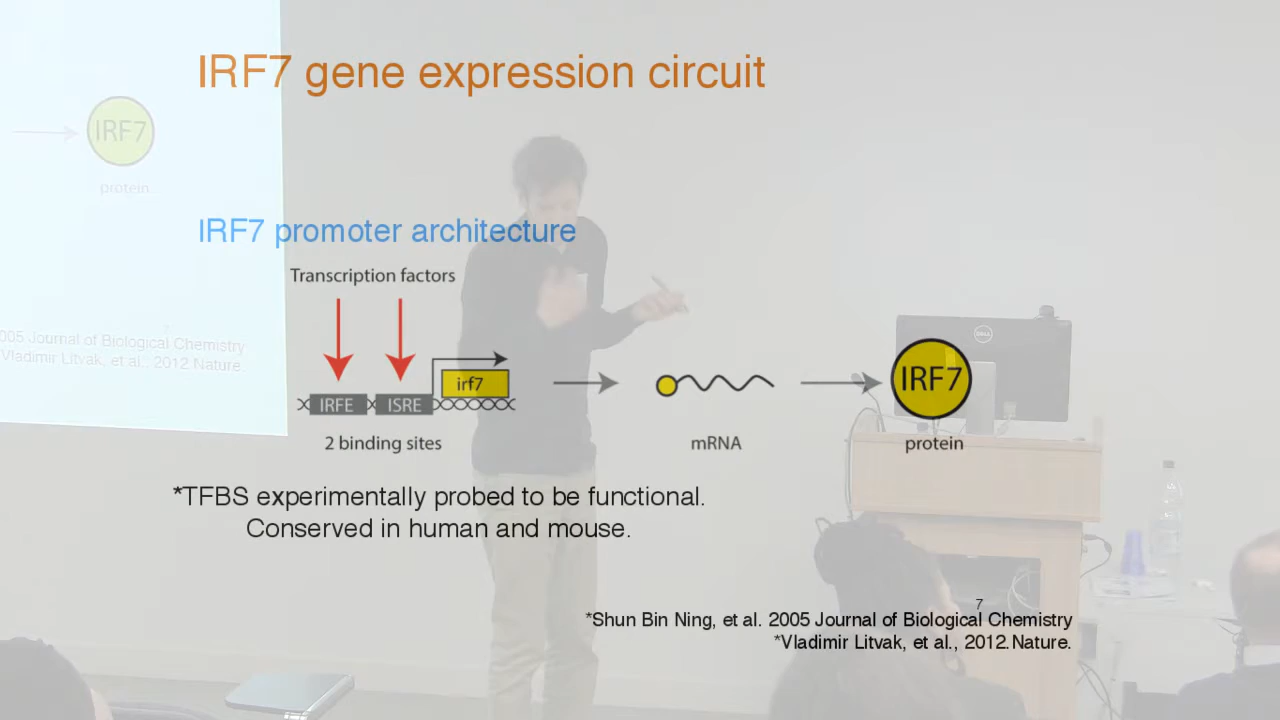 IRF7 gene expression circuit
IRF7
protein
IRF7 promoter architecture
Transcription factors
005 Journal of Biological Chemistry
Vladimir Litvak, et al., 2012.Nature.
irf7
IRFE
ISRE
IRF7
2 binding sites
mRNA
protein
*TFBS experimentally probed to be functional.
Conserved in human and mouse.
7
*Shun Bin Ning, et al. 2005 Journal of Biological Chemistry
*Vladimir Litvak, et al., 2012.Nature.
DELL